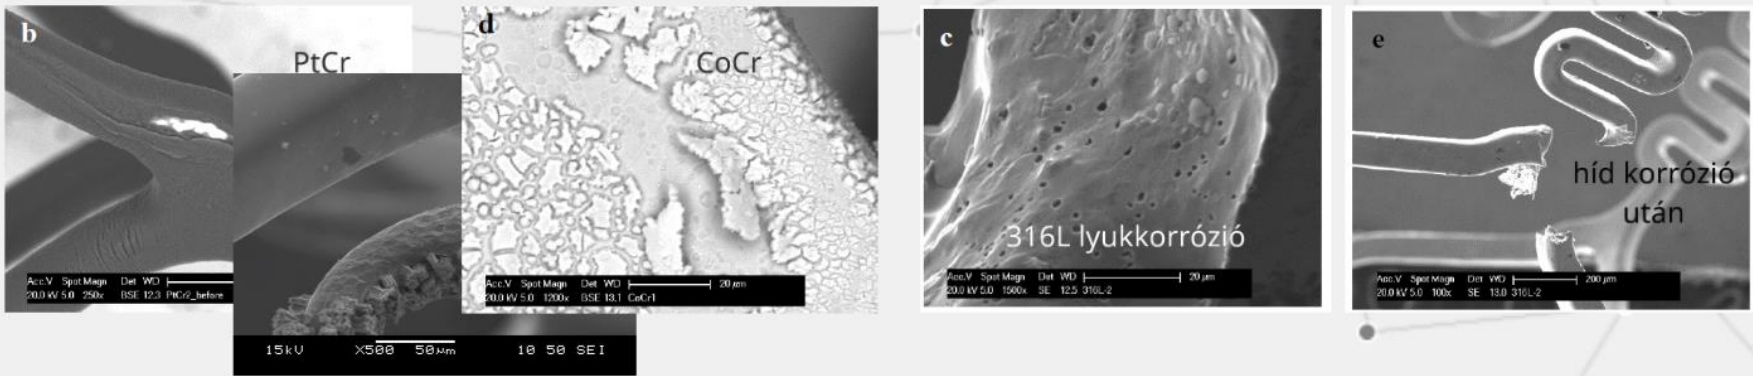 b
PtCr
Acc.V Spot Magn Det WD
20.0 kV 5.0 250x BSE 12.3 PtCr2_before
15kV X500 50µm 10 50 SEI
d
CoCr
Acc.V Spot Magn Det WD 20 µm
20.0 kV 5.0 1200x BSE 13.1 CoCr1
c
316L lyukkorrózió
Acc.V Spot Magn Det WD 20 µm
20.0 kV 5.0 1500x SE 12.5 316L-2
e
híd korrózió
után
Acc.V Spot Magn Det WD 200 µm
20.0 kV 5.0 100x SE 13.0 316L-2